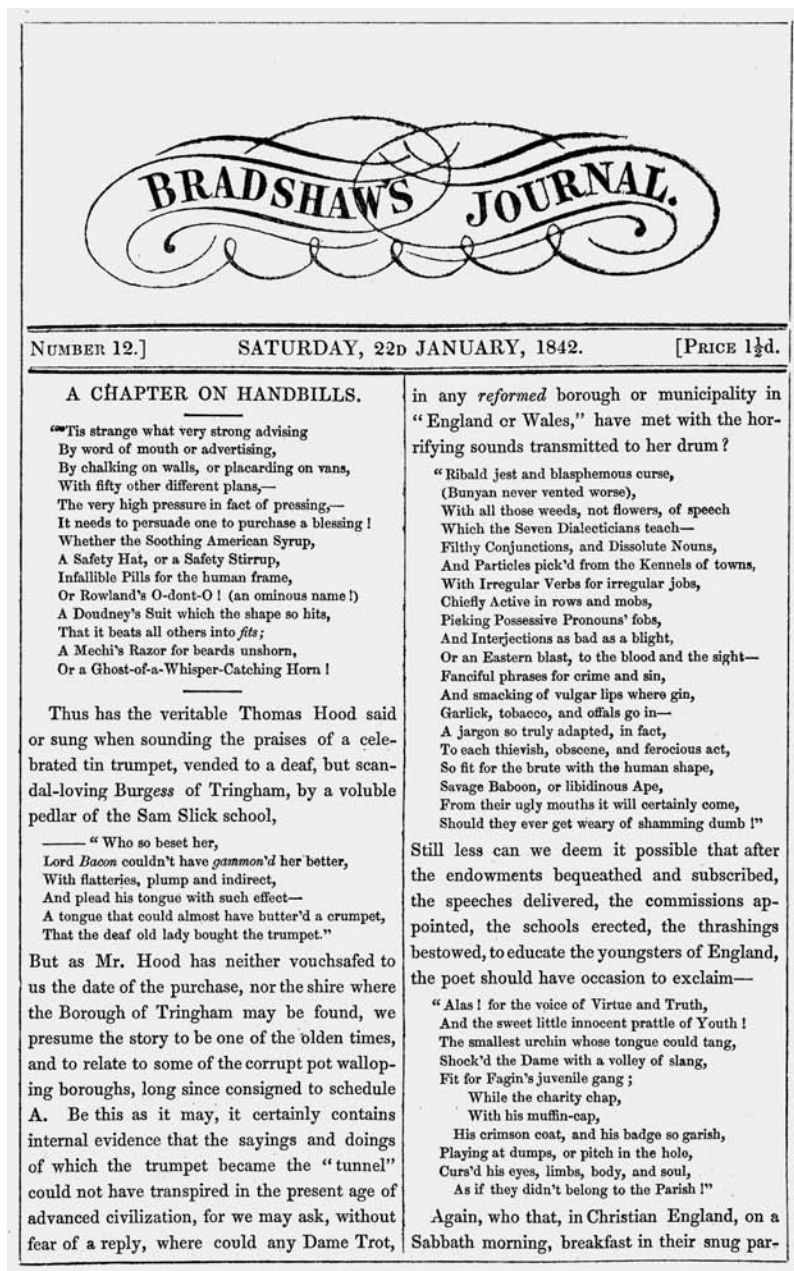 BRADSHAW'S JOURNAL.
NUMBER 12.] SATURDAY, 22D JANUARY, 1842. [PRICE 1½d.
A CHAPTER ON HANDBILLS.
"'Tis strange what very strong advising
By word of mouth or advertising,
By chalking on walls, or placarding on vans,
With fifty other different plans,—
The very high pressure in fact of pressing,—
It needs to persuade one to purchase a blessing !
Whether the Soothing American Syrup,
A Safety Hat, or a Safety Stirrup,
Infallible Pills for the human frame,
Or Rowland's O-dont-O ! (an ominous name !)
A Doudney's Suit which the shape so hits,
That it beats all others into fits ;
A Mechi's Razor for beards unshorn,
Or a Ghost-of-a-Whisper-Catching Horn !
Thus has the veritable Thomas Hood said
or sung when sounding the praises of a cele-
brated tin trumpet, vended to a deaf, but scan-
dal-loving Burgess of Tringham, by a voluble
pedlar of the Sam Slick school,
——— " Who so beset her,
Lord Bacon couldn't have gammon'd her better,
With flatteries, plump and indirect,
And plead his tongue with such effect—
A tongue that could almost have butter'd a crumpet,
That the deaf old lady bought the trumpet."
But as Mr. Hood has neither vouchsafed to
us the date of the purchase, nor the shire where
the Borough of Tringham may be found, we
presume the story to be one of the olden times,
and to relate to some of the corrupt pot wallop-
ing boroughs, long since consigned to schedule
A. Be this as it may, it certainly contains
internal evidence that the sayings and doings
of which the trumpet became the " tunnel"
could not have transpired in the present age of
advanced civilization, for we may ask, without
fear of a reply, where could any Dame Trot,
in any reformed borough or municipality in
" England or Wales," have met with the hor-
rifying sounds transmitted to her drum ?
" Ribald jest and blasphemous curse,
(Bunyan never vented worse),
With all those weeds, not flowers, of speech
Which the Seven Dialecticians teach—
Filthy Conjunctions, and Dissolute Nouns,
And Particles pick'd from the Kennels of towns,
With Irregular Verbs for irregular jobs,
Chiefly Active in rows and mobs,
Picking Possessive Pronouns' fobs,
And Interjections as bad as a blight,
Or an Eastern blast, to the blood and the sight—
Fanciful phrases for crime and sin,
And smacking of vulgar lips where gin,
Garlick, tobacco, and offals go in—
A jargon so truly adapted, in fact,
To each thievish, obscene, and ferocious act,
So fit for the brute with the human shape,
Savage Baboon, or libidinous Ape,
From their ugly mouths it will certainly come,
Should they ever get weary of shamming dumb !"
Still less can we deem it possible that after
the endowments bequeathed and subscribed,
the speeches delivered, the commissions ap-
pointed, the schools erected, the thrashings
bestowed, to educate the youngsters of England,
the poet should have occasion to exclaim—
" Alas ! for the voice of Virtue and Truth,
And the sweet little innocent prattle of Youth !
The smallest urchin whose tongue could tang,
Shock'd the Dame with a volley of slang,
Fit for Fagin's juvenile gang ;
While the charity chap,
With his muffin-cap,
His crimson coat, and his badge so garish,
Playing at dumps, or pitch in the hole,
Curs'd his eyes, limbs, body, and soul,
As if they didn't belong to the Parish !"
Again, who that, in Christian England, on a
Sabbath morning, breakfast in their snug par-